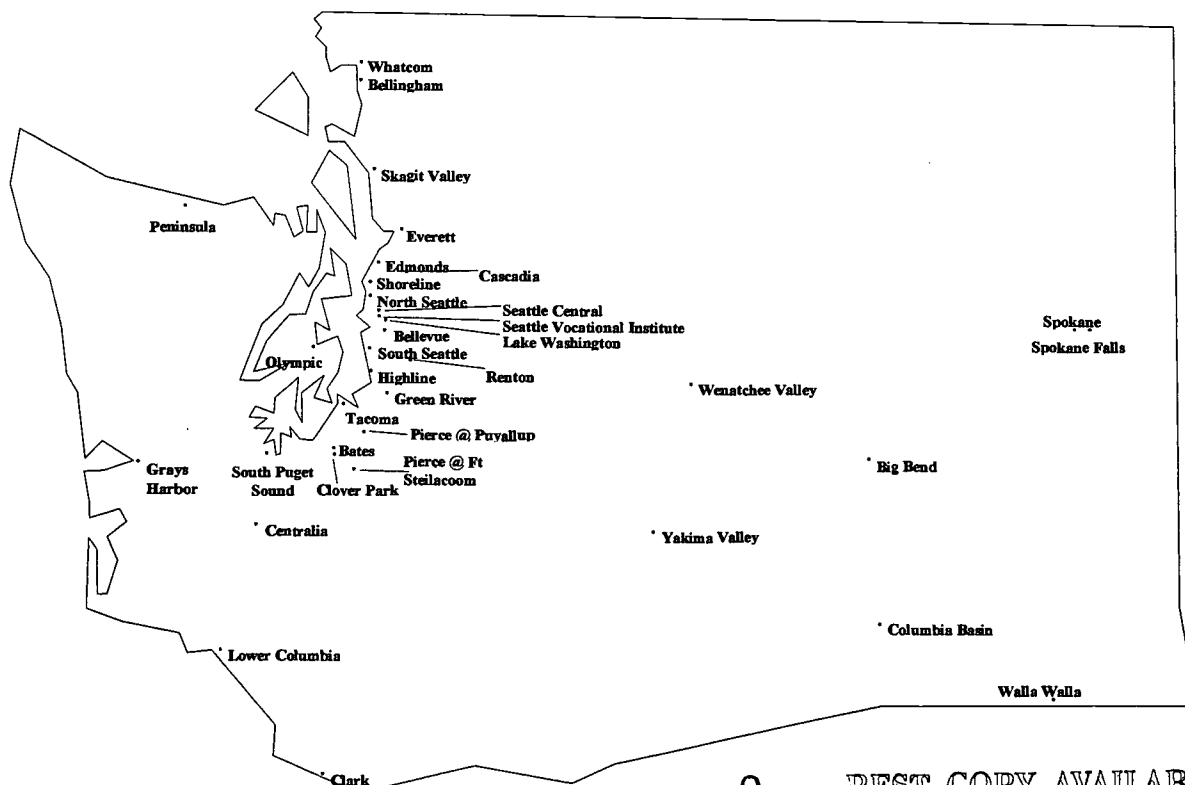 Whatcom
Bellingham
Skagit Valley
Peninsula
Everett
Edmonds
Cascadia
Shoreline
North Seattle
Seattle Central
Seattle Vocational Institute
Lake Washington
Bellevue
Spokane
Spokane Falls
Olympic
South Seattle
Renton
Highline
Wenatchee Valley
Green River
Tacoma
Pierce @ Puyallup
Bates
Pierce @ Ft
Steilacoom
Grays
Harbor
South Puget
Sound
Clover Park
Big Bend
Centralia
Yakima Valley
Columbia Basin
Lower Columbia
Walla Walla
Clark
BEST COPY AVAILAB